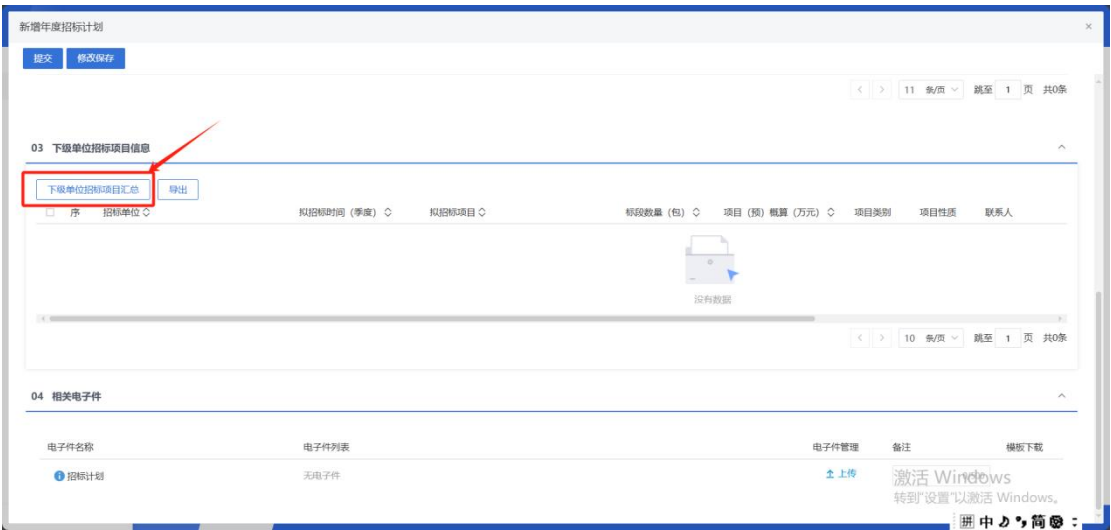 新增年度招标计划 ×
提交 修改保存
< > 11 条/页 跳至 1 页 共0条
03 下级单位招标项目信息
下级单位招标项目汇总 导出
序 招标单位 拟招标时间（季度） 拟招标项目 标段数量（包） 项目（预）概算（万元） 项目类别 项目性质 联系人
没有数据
< > 10 条/页 跳至 1 页 共0条
04 相关电子件
电子件名称 电子件列表 电子件管理 备注 模板下载
招标计划 无电子件 上传
激活 Windows
转到"设置"以激活 Windows。
拼 中 简